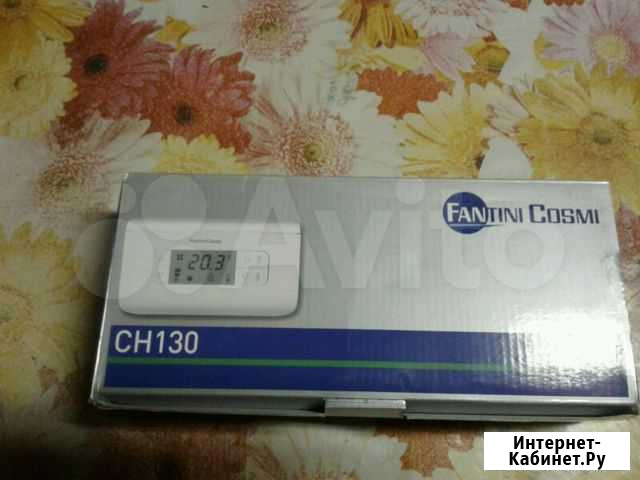 FANTINI COSMI
Avito
20.3
CH130
Интернет-
Кабинет.Ру